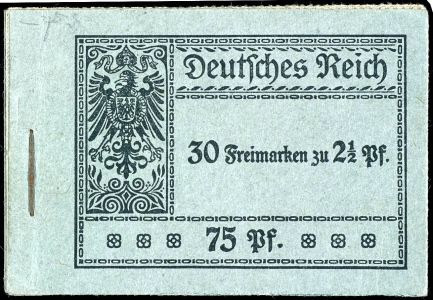 Deutsches Reich
30 Freimarken zu 2½ Pf.
75 Pf.